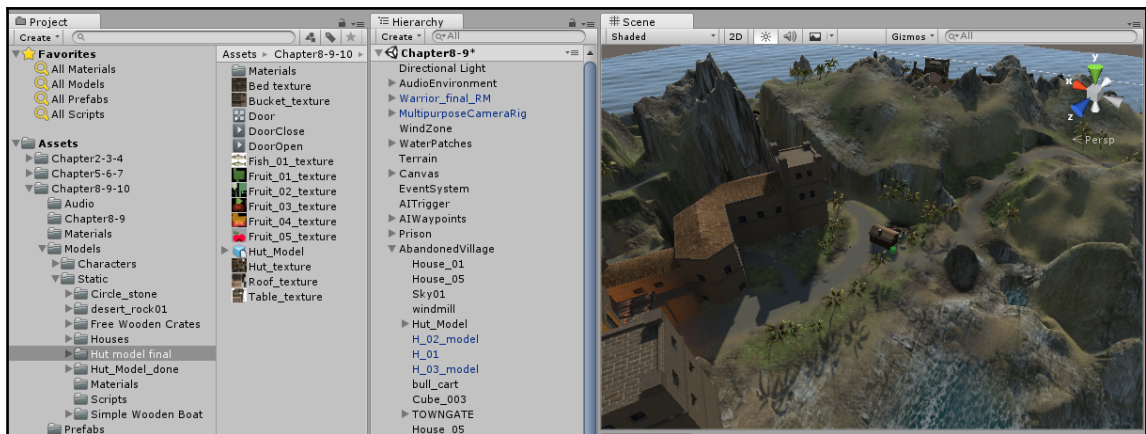 Project
Create
Favorites
All Materials
All Models
All Prefabs
All Scripts
Assets
Chapter2-3-4
Chapter5-6-7
Chapter8-9-10
Audio
Chapter8-9
Materials
Models
Characters
Static
Circle_stone
desert_rock01
Free Wooden Crates
Houses
Hut model final
Hut_Model_done
Materials
Scripts
Simple Wooden Boat
Prefabs
Assets ▸ Chapter8-9-10 ▸
Materials
Bed texture
Bucket_texture
Door
DoorClose
DoorOpen
Fish_01_texture
Fruit_01_texture
Fruit_02_texture
Fruit_03_texture
Fruit_04_texture
Fruit_05_texture
Hut_Model
Hut_texture
Roof_texture
Table_texture
Hierarchy
Create All
Chapter8-9*
Directional Light
AudioEnvironment
Warrior_final_RM
MultipurposeCameraRig
WindZone
WaterPatches
Terrain
Canvas
EventSystem
AITrigger
AIWaypoints
Prison
AbandonedVillage
House_01
House_05
Sky01
windmill
Hut_Model
H_02_model
H_01
H_03_model
bull_cart
Cube_003
TOWNGATE
House_05
Scene
Shaded 2D Gizmos All
y
x
z
Persp